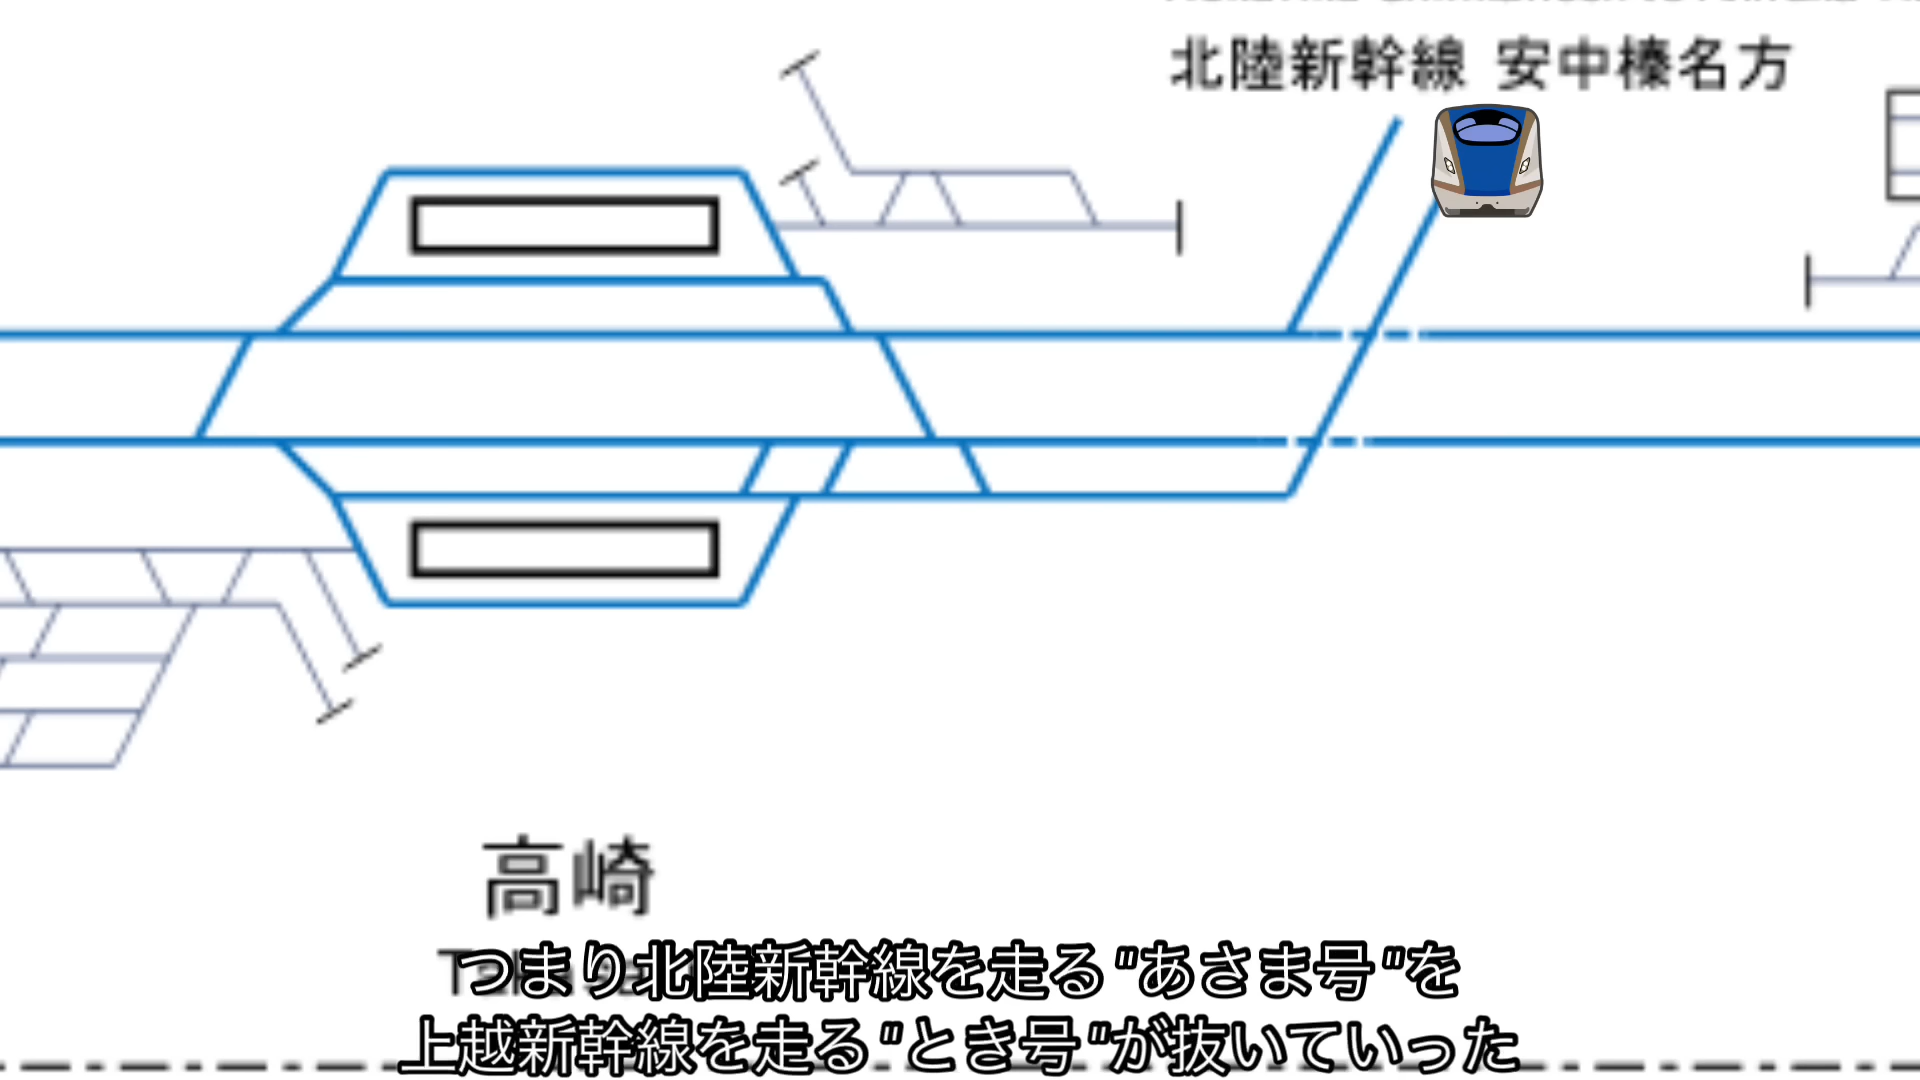 北陸新幹線 安中榛名方
高崎
つまり北陸新幹線を走る"あさま号"を
上越新幹線を走る"とき号"が抜いていった